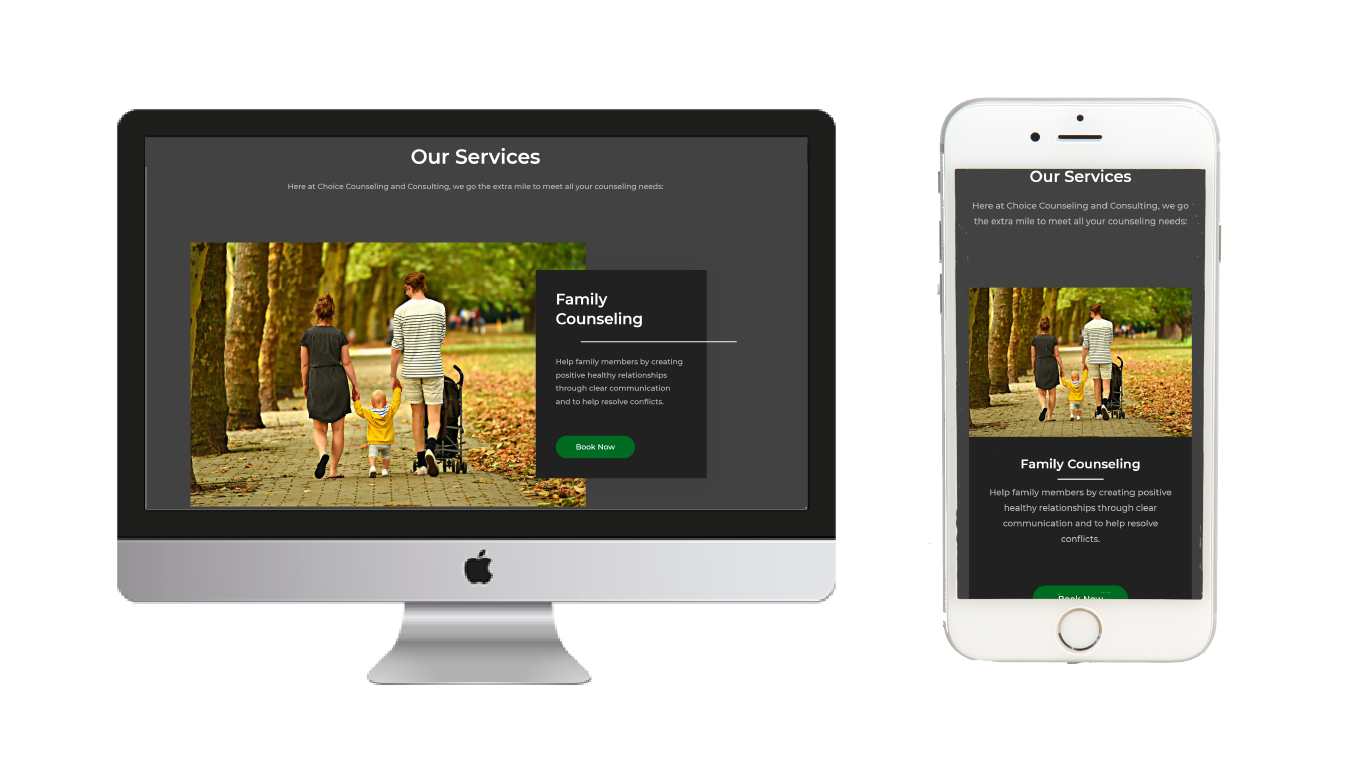 Our Services
Here at Choice Counseling and Consulting, we go the extra mile to meet all your counseling needs:
Family
Counseling
Help family members by creating
positive healthy relationships
through clear communication
and to help resolve conflicts.
Book Now
Our Services
Here at Choice Counseling and Consulting, we go
the extra mile to meet all your counseling needs:
Family Counseling
Help family members by creating positive
healthy relationships through clear
communication and to help resolve
conflicts.
Book Now